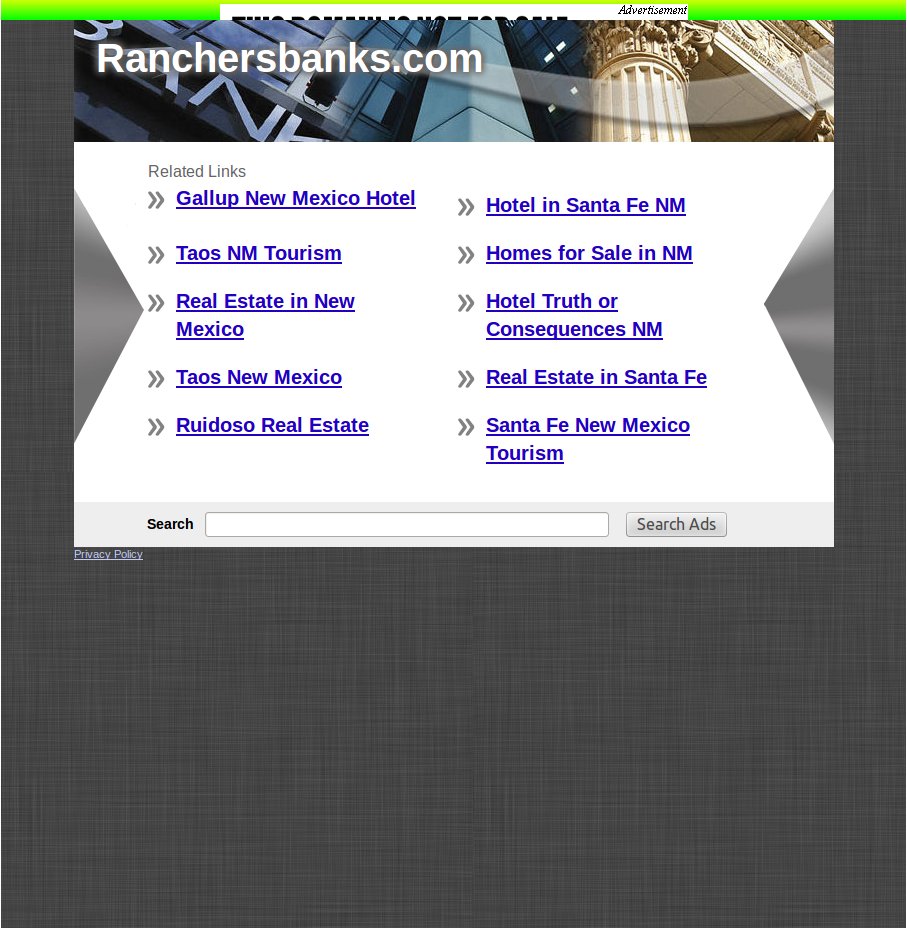 Advertisement
Ranchersbanks.com
Related Links
Gallup New Mexico Hotel
Hotel in Santa Fe NM
Taos NM Tourism
Homes for Sale in NM
Real Estate in New
Mexico
Hotel Truth or
Consequences NM
Taos New Mexico
Real Estate in Santa Fe
Ruidoso Real Estate
Santa Fe New Mexico
Tourism
Search
Search Ads
Privacy Policy